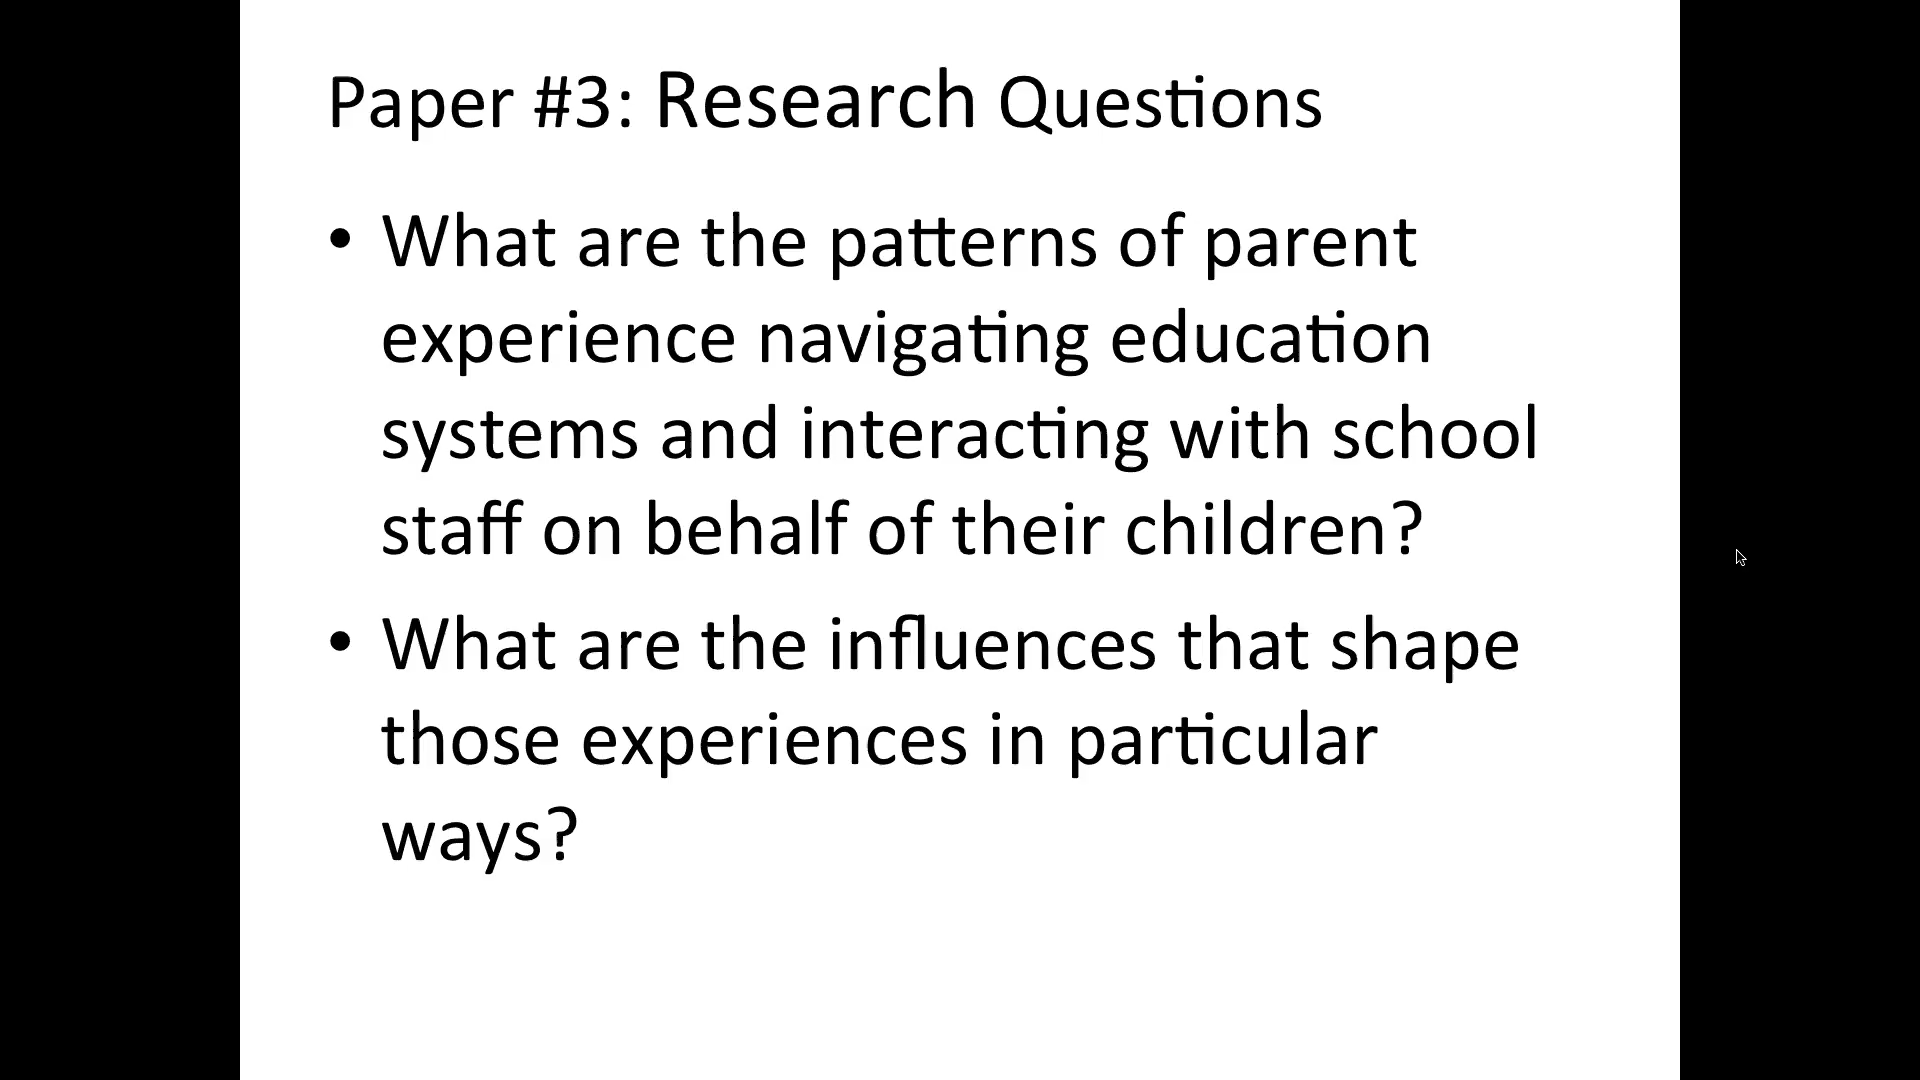 Paper #3: Research Questions
• What are the patterns of parent
experience navigating education
systems and interacting with school
staff on behalf of their children?
• What are the influences that shape
those experiences in particular
ways?